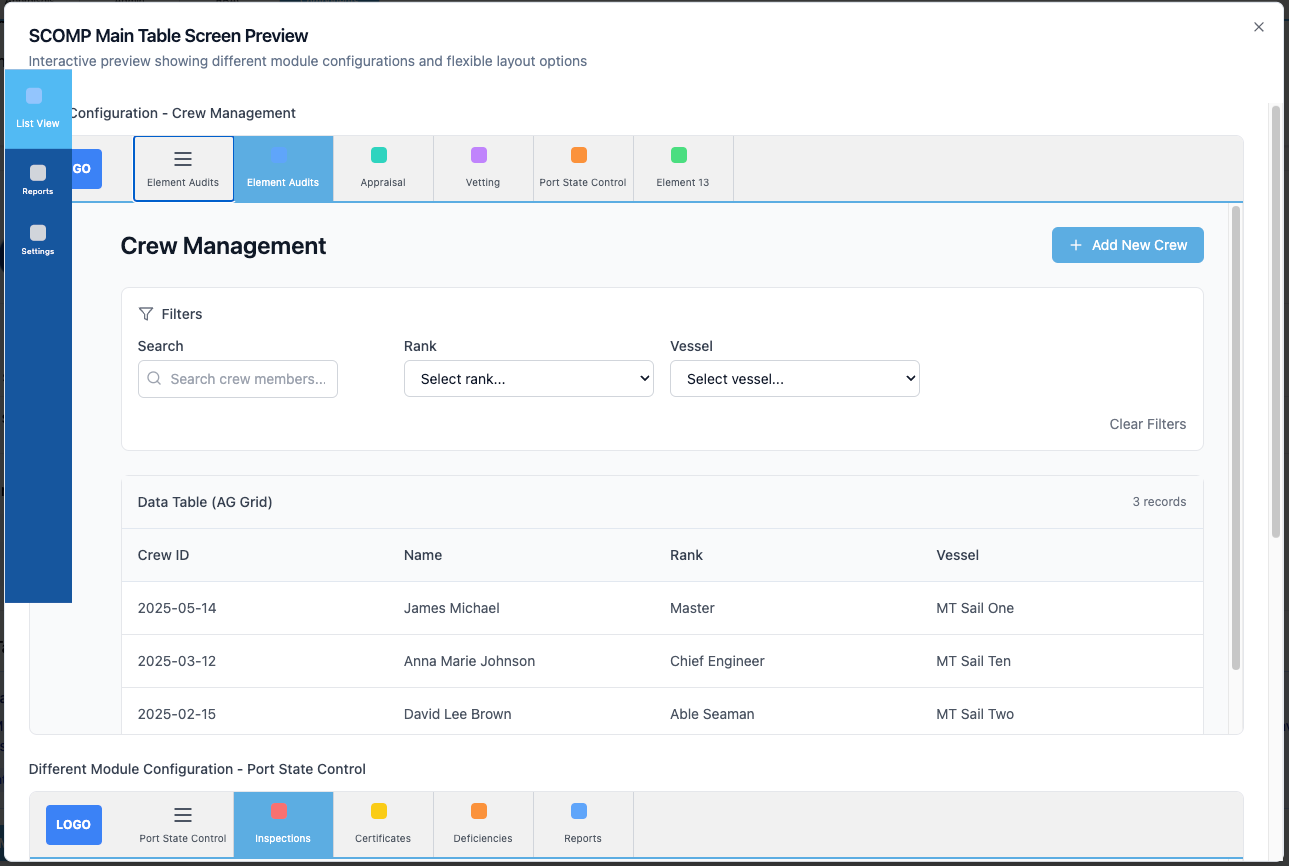 SCOMP Main Table Screen Preview
Interactive preview showing different module configurations and flexible layout options
Configuration - Crew Management
List View
Reports
Settings
GO
Element Audits
Element Audits
Appraisal
Vetting
Port State Control
Element 13
Crew Management
+ Add New Crew
Filters
Search
Rank
Vessel
Search crew members...
Select rank...
Select vessel...
Clear Filters
Data Table (AG Grid)
3 records
Crew ID Name Rank Vessel
2025-05-14 James Michael Master MT Sail One
2025-03-12 Anna Marie Johnson Chief Engineer MT Sail Ten
2025-02-15 David Lee Brown Able Seaman MT Sail Two
Different Module Configuration - Port State Control
LOGO
Port State Control
Inspections
Certificates
Deficiencies
Reports